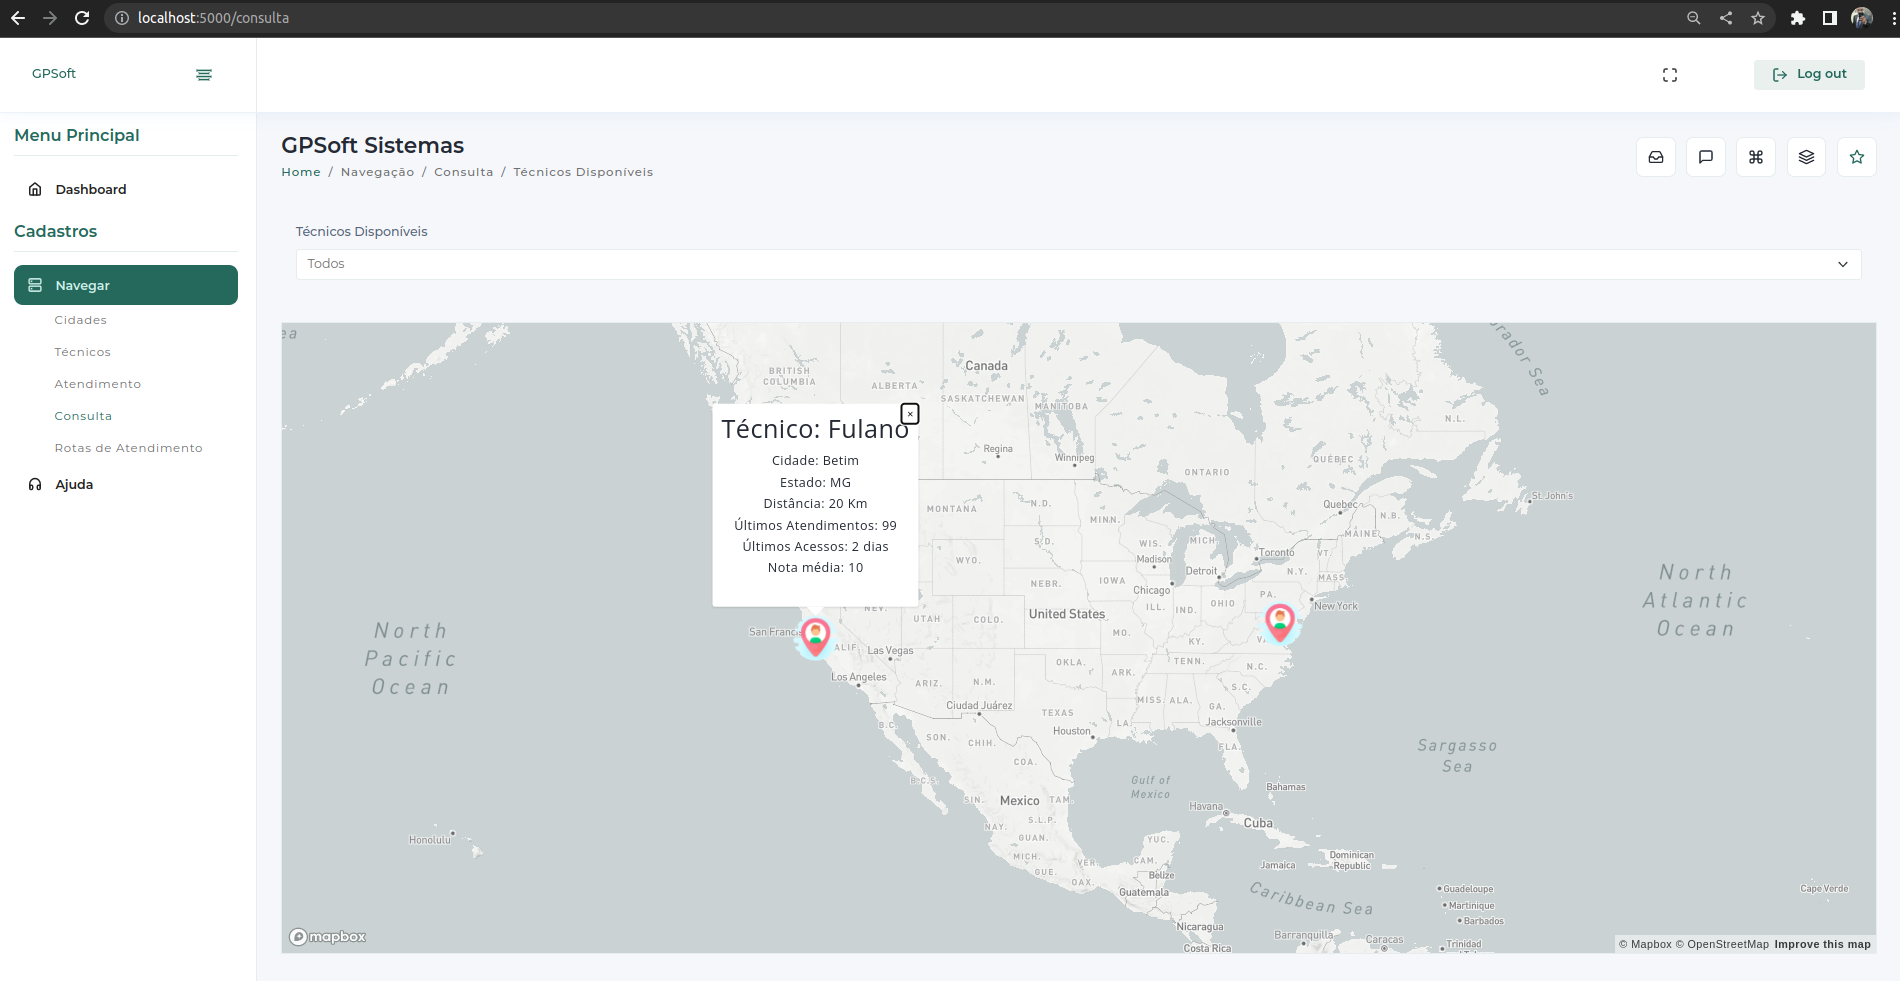 localhost:5000/consulta
GPSoft
Log out
Menu Principal
Dashboard
Cadastros
Navegar
Cidades
Técnicos
Atendimento
Consulta
Rotas de Atendimento
Ajuda
GPSoft Sistemas
Home / Navegação / Consulta / Técnicos Disponíveis
Técnicos Disponíveis
Todos
ea
rador Sea
Canada
BRITISH
COLUMBIA
ALBERTA
SASKATCHEWAN
MANITOBA
N.L.
Regina
Winnipeg
ONTARIO
QUÉBEC
St. John's
Quebec
N.B.
MAINE
N.S.
×
Técnico: Fulano
Cidade: Betim
Estado: MG
Distância: 20 Km
Últimos Atendimentos: 99
Últimos Acessos: 2 dias
Nota média: 10
MONTANA
N.D.
MINN.
S.D.
WIS.
MICH.
Madison
Toronto
VT.
Detroit
WYO.
NEBR.
IOWA
Chicago
N.Y.
MASS
PA.
New York
NEV.
UTAH
COLO.
United States
ILL.
IND.
OHIO
MO.
KY.
VA
San Franc
ALIF
Las Vegas
Los Angeles
ARIZ.
N.M.
OKLA.
ARK.
TENN.
N.C.
S.C.
MISS.
ALA.
GA.
Ciudad Juárez
TEXAS
LA.
Jacksonville
Houston
FLA.
B.C.
SON.
CHIH.
COA.
B.C.S.
SIN.
Mexico
TAM.
NAY.
S.L.P.
GUAN.
MICH.
VER.
GUE.
OAX.
YUC.
CAM.
Belize
Guatemala
Nicaragua
Costa Rica
Gulf of
Mexico
Bahamas
Havana
Cuba
Jamaica
Dominican
Republic
Caribbean Sea
Guadeloupe
Martinique
Barbados
Barranquilla
Caracas
Trinidad
Cape Verde
Sargasso
Sea
North
Atlantic
Ocean
North
Pacific
Ocean
Honolulu
mapbox
© Mapbox © OpenStreetMap Improve this map